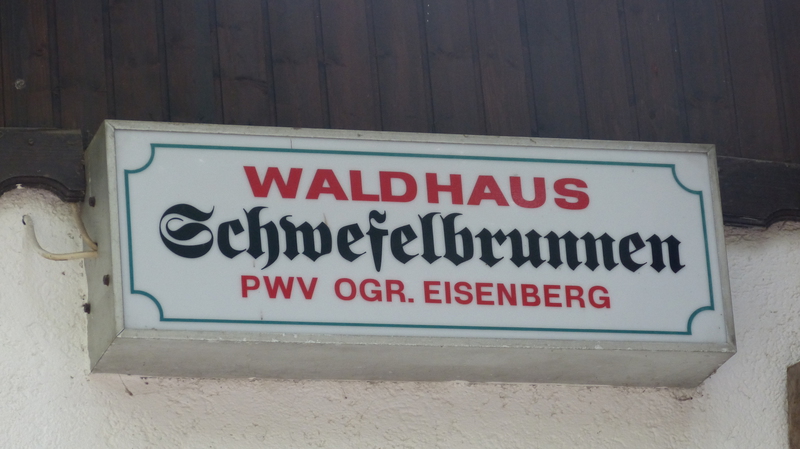 WALDHAUS
Schwefelbrunnen
PWV OGR. EISENBERG